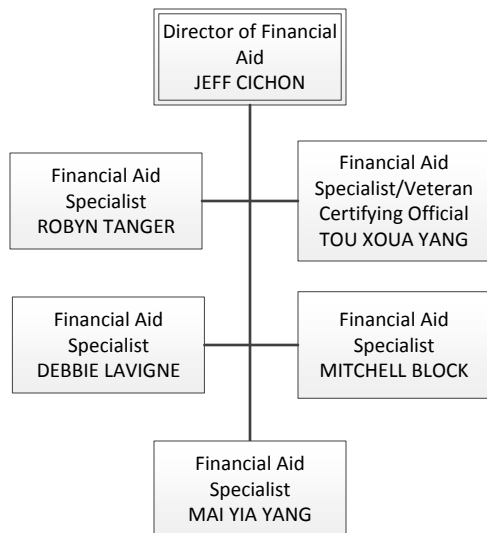 Director of Financial
Aid
JEFF CICHON
Financial Aid
Specialist
ROBYN TANGER
Financial Aid
Specialist/Veteran
Certifying Official
TOU XOUA YANG
Financial Aid
Specialist
DEBBIE LAVIGNE
Financial Aid
Specialist
MITCHELL BLOCK
Financial Aid
Specialist
MAI YIA YANG